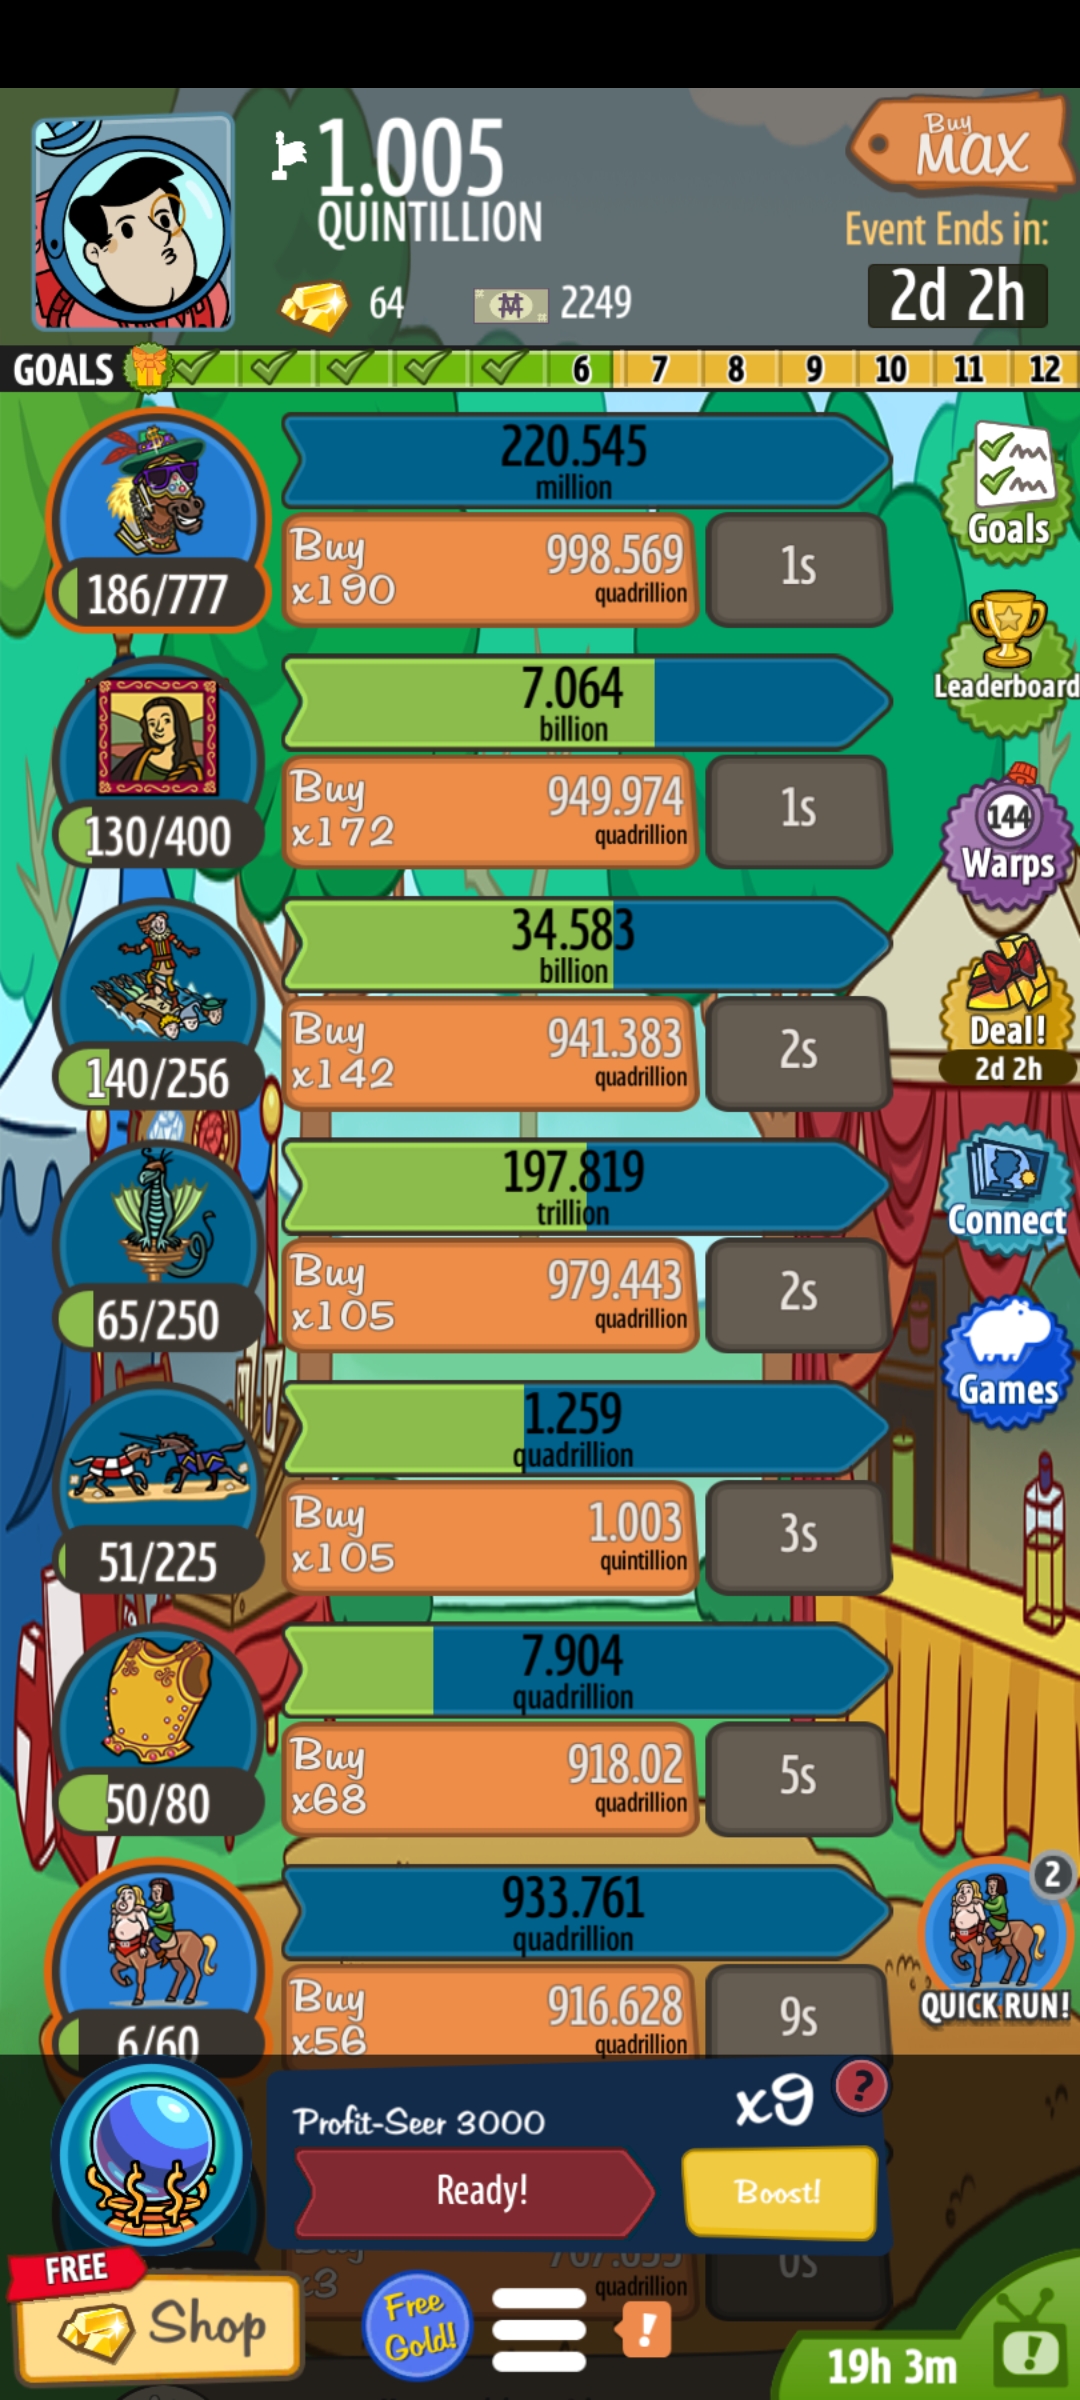 1.005
QUINTILLION
Buy
MAX
Event Ends in:
64
2249
2d 2h
GOALS 6 7 8 9 10 11 12
220.545
million
Buy
x190
998.569
quadrillion
1s
186/777
Goals
7.064
billion
Buy
x172
949.974
quadrillion
1s
130/400
Leaderboard
144
Warps
34.583
billion
Buy
x142
941.383
quadrillion
2s
140/256
Deal!
2d 2h
197.819
trillion
Buy
x105
979.443
quadrillion
2s
65/250
Connect
1.259
quadrillion
Buy
x105
1.003
quintillion
3s
51/225
Games
7.904
quadrillion
Buy
x68
918.02
quadrillion
5s
50/80
933.761
quadrillion
Buy
x56
916.628
quadrillion
9s
6/60
2
QUICK RUN!
Profit-Seer 3000
x9
?
Ready!
Boost!
x3
quadrillion
0s
FREE
Shop
Free
Gold!
!
19h 3m
!